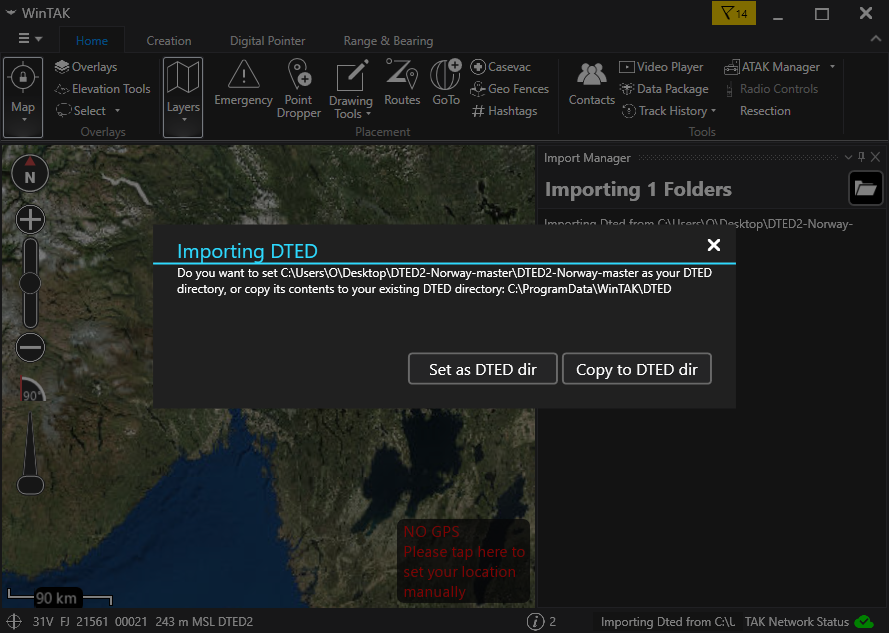 WinTAK
14
Home
Creation
Digital Pointer
Range & Bearing
Map
Overlays
Elevation Tools
Select
Overlays
Layers
Emergency
Point
Dropper
Drawing
Tools
Routes
GoTo
Casevac
Geo Fences
Hashtags
Placement
Contacts
Video Player
Data Package
Track History
ATAK Manager
Radio Controls
Resection
Tools
N
90°
Import Manager
Importing 1 Folders
Importing Dted from C:\Users\O\Desktop\DTED2-Norway-
Importing DTED
Do you want to set C:\Users\O\Desktop\DTED2-Norway-master\DTED2-Norway-master as your DTED
directory, or copy its contents to your existing DTED directory: C:\ProgramData\WinTAK\DTED
Set as DTED dir
Copy to DTED dir
NO GPS.
Please tap here to
set your location
manually
90 km
31V FJ 21561 00021 243 m MSL DTED2
2
Importing Dted from C:\U
TAK Network Status